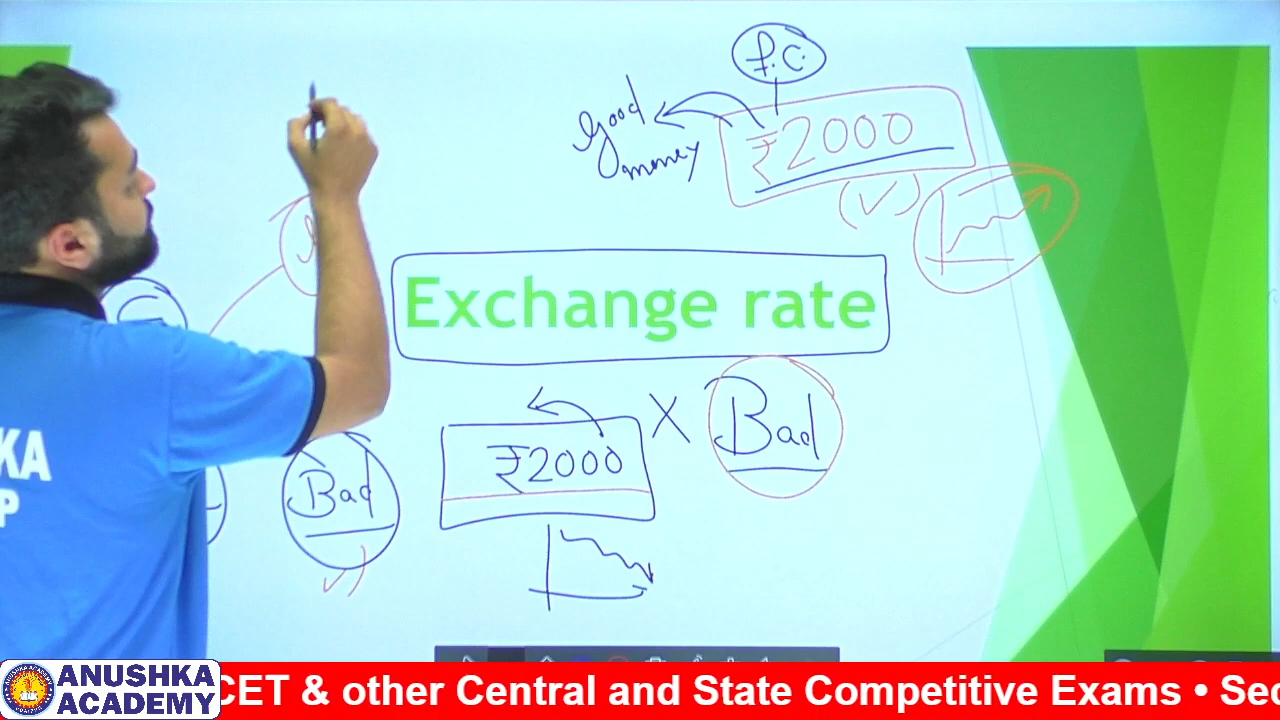 f.C.
Good
money
₹2000
(✓)
Exchange rate
₹2000
X
Bad
Bad
✓)
KA
P
ANUSHKA
ACADEMY
CET & other Central and State Competitive Exams • Sec